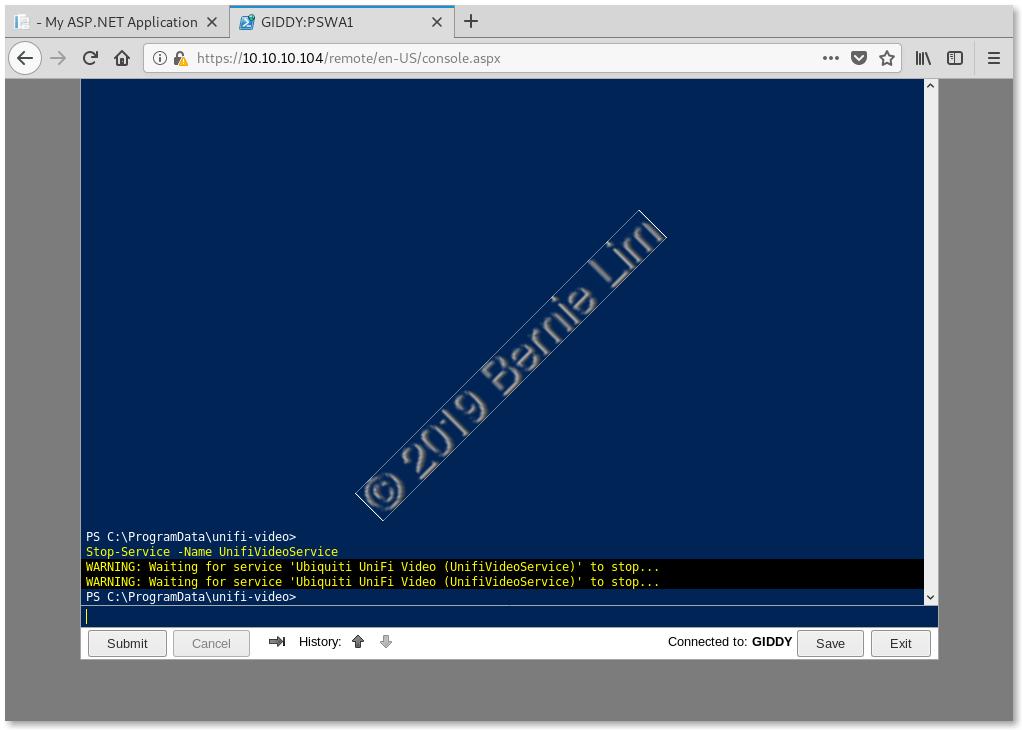 - My ASP.NET Application
GIDDY:PSWA1
https://10.10.10.104/remote/en-US/console.aspx
© 2019 Bernie Lim
PS C:\ProgramData\unifi-video>
Stop-Service -Name UnifiVideoService
WARNING: Waiting for service 'Ubiquiti UniFi Video (UnifiVideoService)' to stop...
WARNING: Waiting for service 'Ubiquiti UniFi Video (UnifiVideoService)' to stop...
PS C:\ProgramData\unifi-video>
Submit Cancel History: Connected to: GIDDY Save Exit